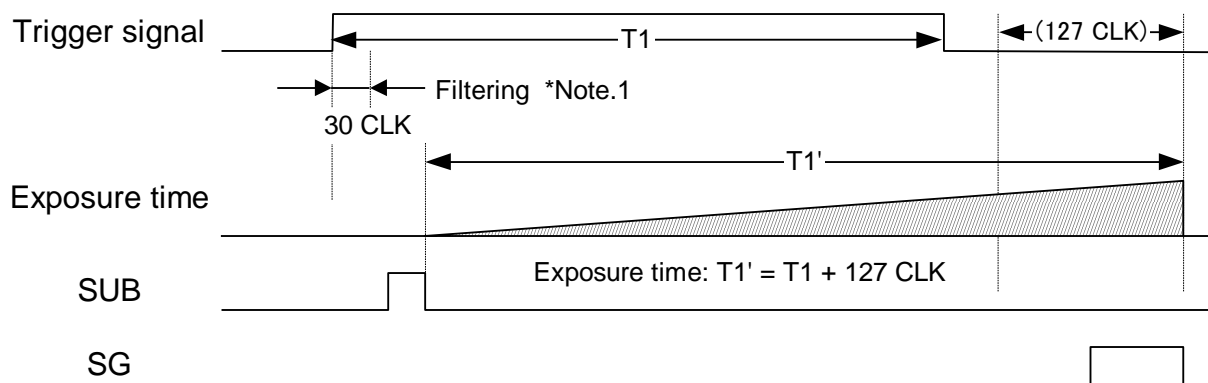 Trigger signal
T1
(127 CLK)
Filtering *Note.1
30 CLK
T1'
Exposure time
Exposure time: T1' = T1 + 127 CLK
SUB
SG